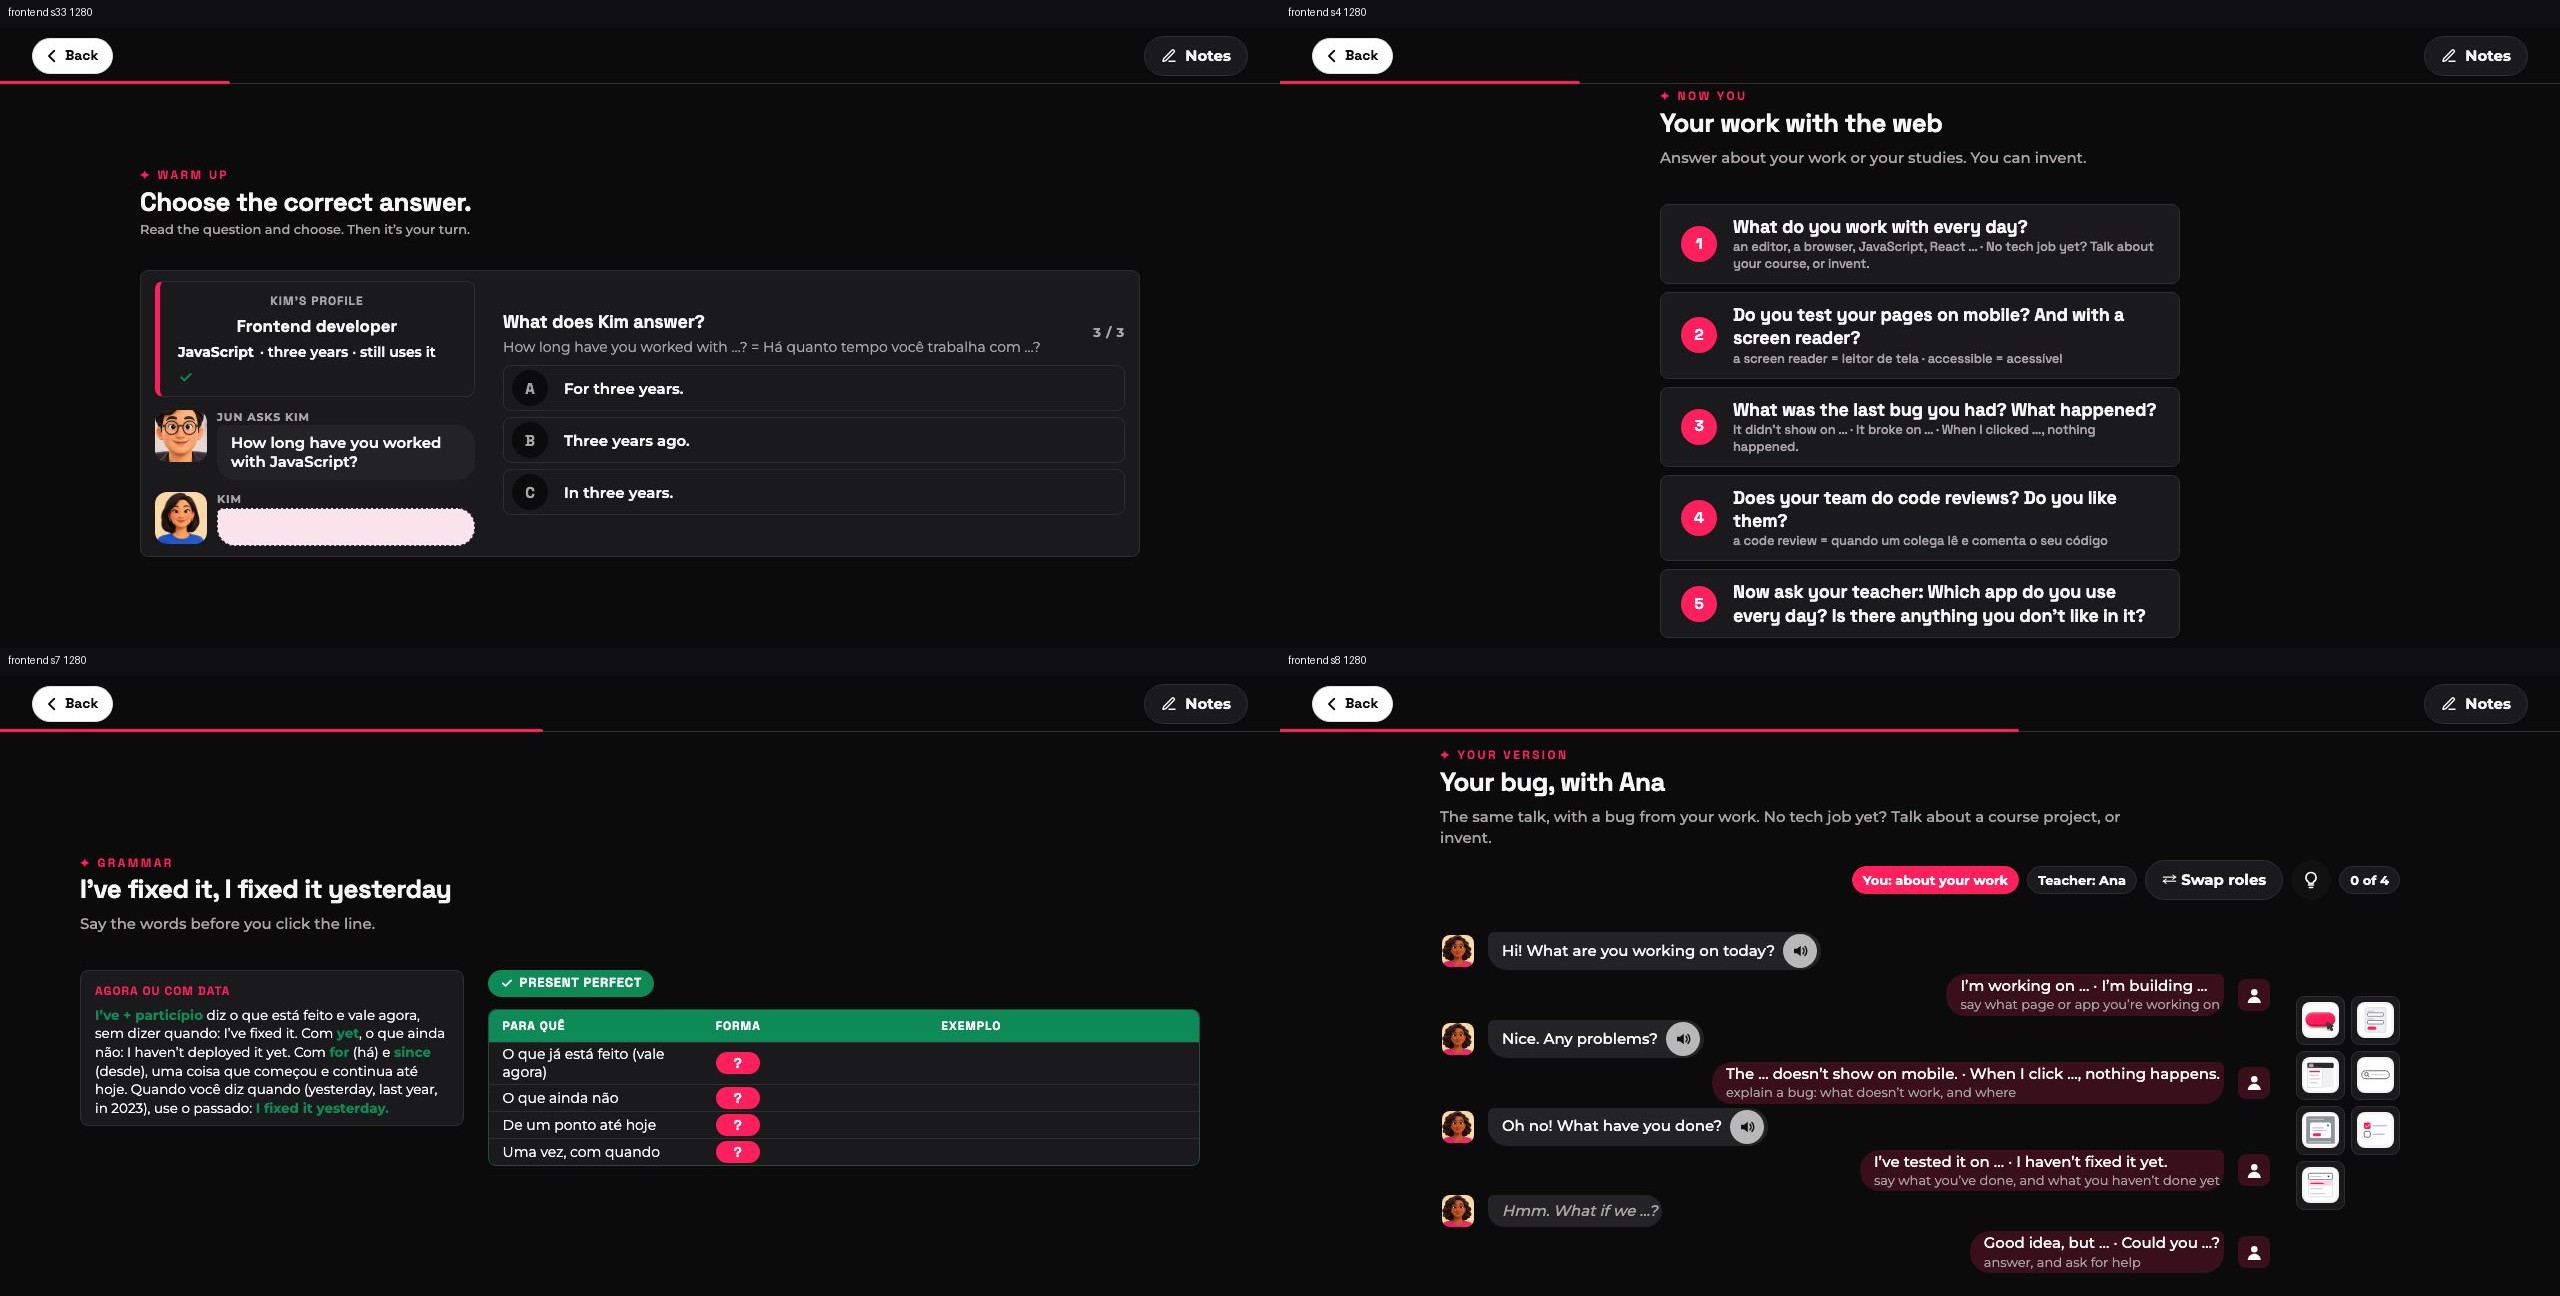 frontend s33 1280
Back
Notes
WARM UP
Choose the correct answer.
Read the question and choose. Then it's your turn.
KIM'S PROFILE
Frontend developer
JavaScript · three years · still uses it
JUN ASKS KIM
How long have you worked
with JavaScript?
KIM
What does Kim answer?
How long have you worked with ...? = Há quanto tempo você trabalha com ...?
3 / 3
A For three years.
B Three years ago.
C In three years.
frontend s4 1280
Back
Notes
NOW YOU
Your work with the web
Answer about your work or your studies. You can invent.
1
What do you work with every day?
an editor, a browser, JavaScript, React ... · No tech job yet? Talk about
your course, or invent.
2
Do you test your pages on mobile? And with a
screen reader?
a screen reader = leitor de tela · accessible = acessível
3
What was the last bug you had? What happened?
It didn't show on ... · It broke on ... · When I clicked ..., nothing
happened.
4
Does your team do code reviews? Do you like
them?
a code review = quando um colega lê e comenta o seu código
5
Now ask your teacher: Which app do you use
every day? Is there anything you don't like in it?
frontend s7 1280
Back
Notes
GRAMMAR
I've fixed it, I fixed it yesterday
Say the words before you click the line.
AGORA OU COM DATA
I've + particípio diz o que está feito e vale agora,
sem dizer quando: I've fixed it. Com yet, o que ainda
não: I haven't deployed it yet. Com for (há) e since
(desde), uma coisa que começou e continua até
hoje. Quando você diz quando (yesterday, last year,
in 2023), use o passado: I fixed it yesterday.
PRESENT PERFECT
PARA QUÊ FORMA EXEMPLO
O que já está feito (vale
agora)
?
O que ainda não ?
De um ponto até hoje ?
Uma vez, com quando ?
frontend s8 1280
Back
Notes
YOUR VERSION
Your bug, with Ana
The same talk, with a bug from your work. No tech job yet? Talk about a course project, or
invent.
You: about your work
Teacher: Ana
Swap roles
0 of 4
Hi! What are you working on today?
I'm working on ... · I'm building ...
say what page or app you're working on
Nice. Any problems?
The ... doesn't show on mobile. · When I click ..., nothing happens.
explain a bug: what doesn't work, and where
Oh no! What have you done?
I've tested it on ... · I haven't fixed it yet.
say what you've done, and what you haven't done yet
Hmm. What if we ...?
Good idea, but ... · Could you ...?
answer, and ask for help